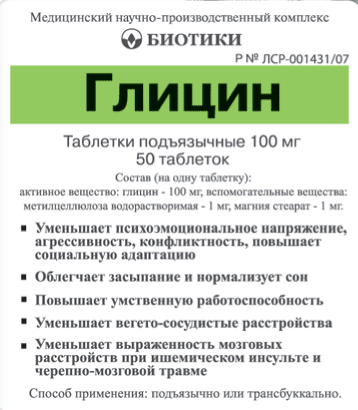 Медицинский научно-производственный комплекс
БИОТИКИ
Р № ЛСР-001431/07
Глицин
Таблетки подъязычные 100 мг
50 таблеток
Состав (на одну таблетку):
активное вещество: глицин - 100 мг, вспомогательные вещества:
метилцеллюлоза водорастворимая - 1 мг, магния стеарат - 1 мг.
▪ Уменьшает психоэмоциональное напряжение,
агрессивность, конфликтность, повышает
социальную адаптацию
▪ Облегчает засыпание и нормализует сон
▪ Повышает умственную работоспособность
▪ Уменьшает вегето-сосудистые расстройства
▪ Уменьшает выраженность мозговых
расстройств при ишемическом инсульте и
черепно-мозговой травме
Способ применения: подъязычно или трансбуккально.